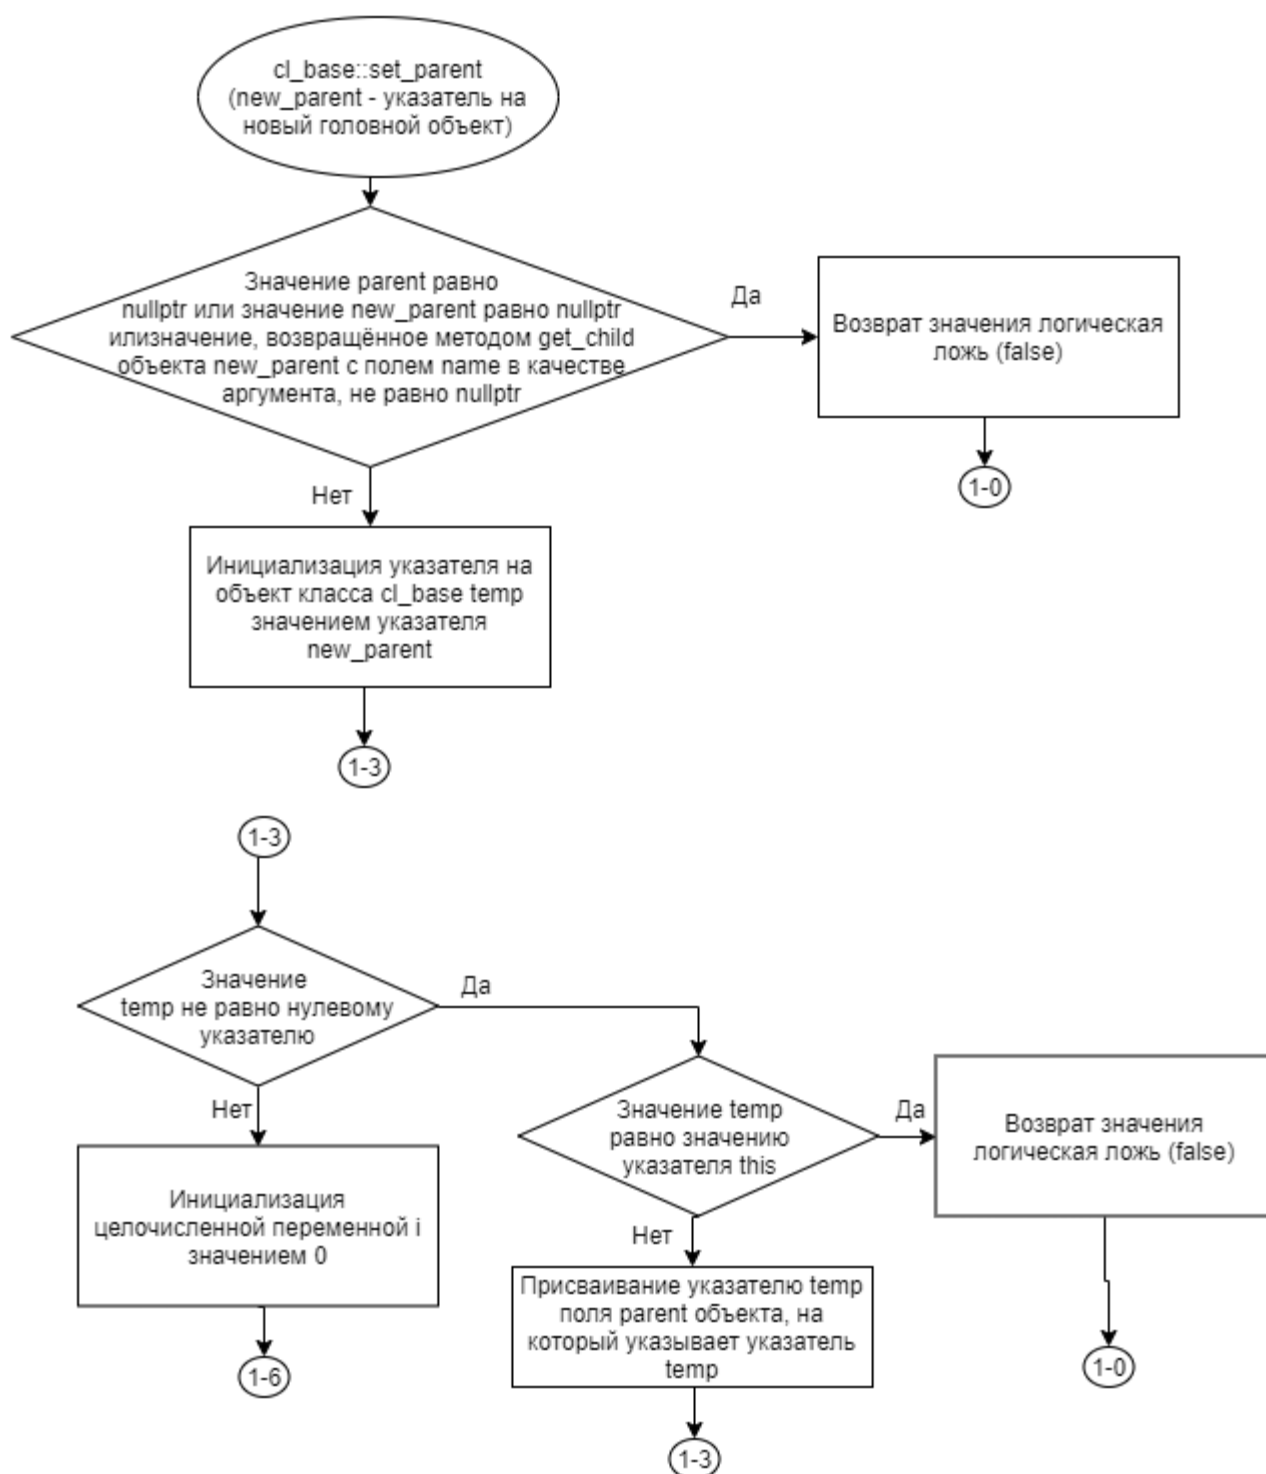 cl_base::set_parent
(new_parent - указатель на
новый головной объект)
Значение parent равно
nullptr или значение new_parent равно nullptr
илизначение, возвращённое методом get_child
объекта new_parent с полем name в качестве
аргумента, не равно nullptr
Да
Возврат значения логическая
ложь (false)
1-0
Нет
Инициализация указателя на
объект класса cl_base temp
значением указателя
new_parent
1-3
1-3
Значение
temp не равно нулевому
указателю
Да
Нет
Значение temp
равно значению
указателя this
Да
Возврат значения
логическая ложь (false)
Инициализация
целочисленной переменной i
значением 0
Нет
Присваивание указателю temp
поля parent объекта, на
который указывает указатель
temp
1-6
1-0
1-3